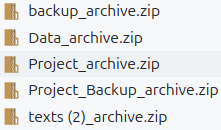 backup_archive.zip
Data_archive.zip
Project_archive.zip
Project_Backup_archive.zip
texts (2)_archive.zip